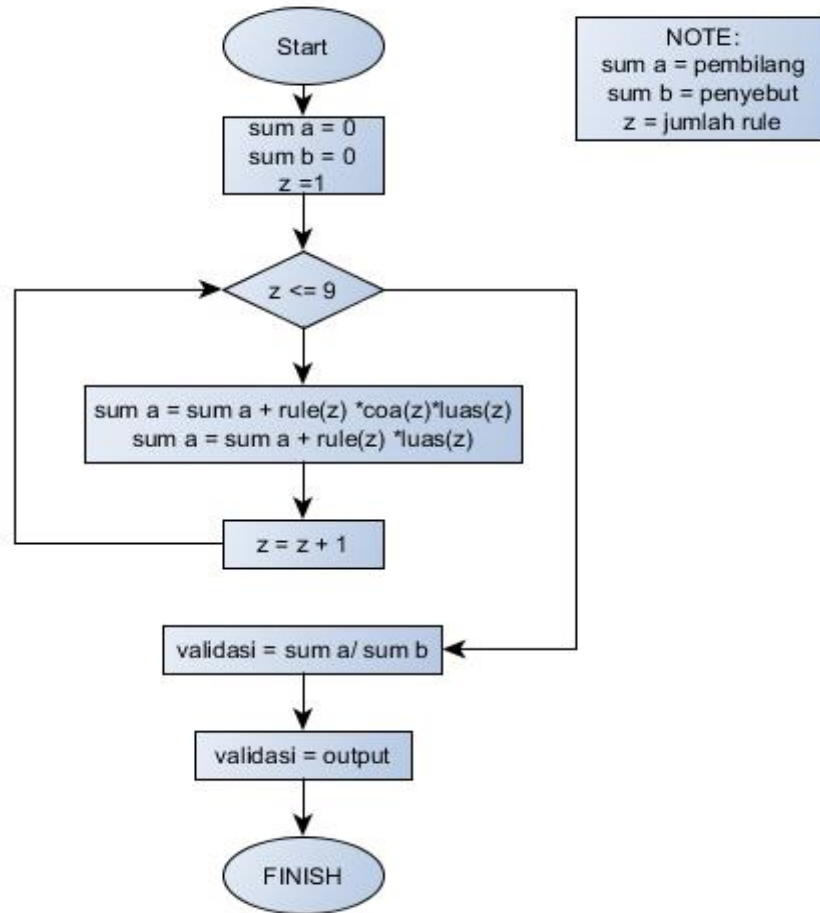 Start
NOTE:
sum a = pembilang
sum b = penyebut
z = jumlah rule
sum a = 0
sum b = 0
z =1
z <= 9
sum a = sum a + rule(z) *coa(z)*luas(z)
sum a = sum a + rule(z) *luas(z)
z = z + 1
validasi = sum a/ sum b
validasi = output
FINISH